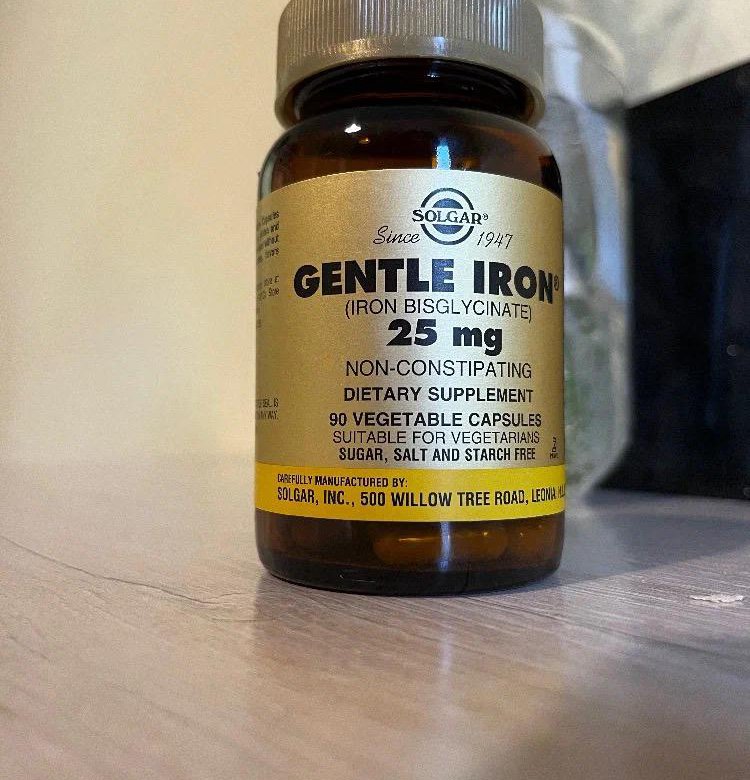 SOLGAR®
Since 1947
GENTLE IRON®
(IRON BISGLYCINATE)
25 mg
NON-CONSTIPATING
DIETARY SUPPLEMENT
90 VEGETABLE CAPSULES
SUITABLE FOR VEGETARIANS
SUGAR, SALT AND STARCH FREE
CAREFULLY MANUFACTURED BY:
SOLGAR, INC., 500 WILLOW TREE ROAD, LEONIA